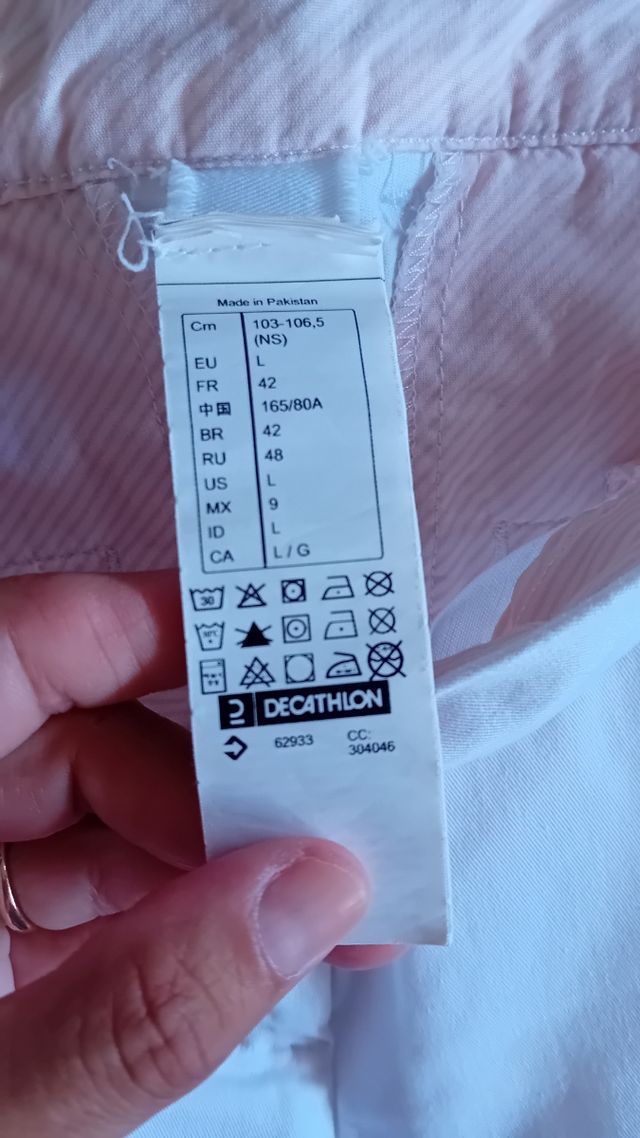 Made in Pakistan
Cm 103-106,5
(NS)
EU L
FR 42
中国 165/80A
BR 42
RU 48
US L
MX 9
ID L
CA L / G
30
DECATHLON
62933 CC:
304046